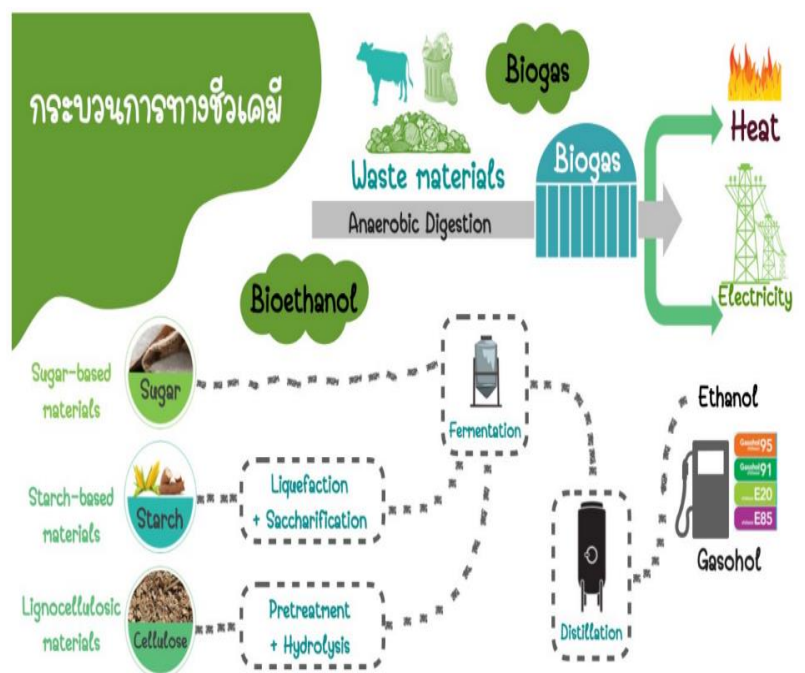 กระบวนการทางชีวเคมี
Biogas
Waste materials
Anaerobic Digestion
Biogas
Heat
Electricity
Bioethanol
Sugar-based
materials
Sugar
Fermentation
Starch-based
materials
Starch
Liquefaction
+ Saccharification
Lignocellulosic
materials
Cellulose
Pretreatment
+ Hydrolysis
Distillation
Ethanol
Gasohol 95
Gasohol 91
E20
E85
Gasohol